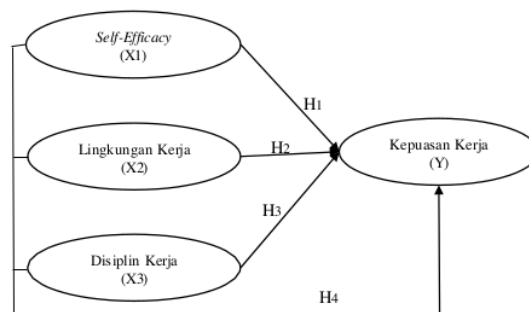 Self-Efficacy
(X1)
H1
Lingkungan Kerja
(X2)
H2
Kepuasan Kerja
(Y)
H3
Disiplin Kerja
(X3)
H4